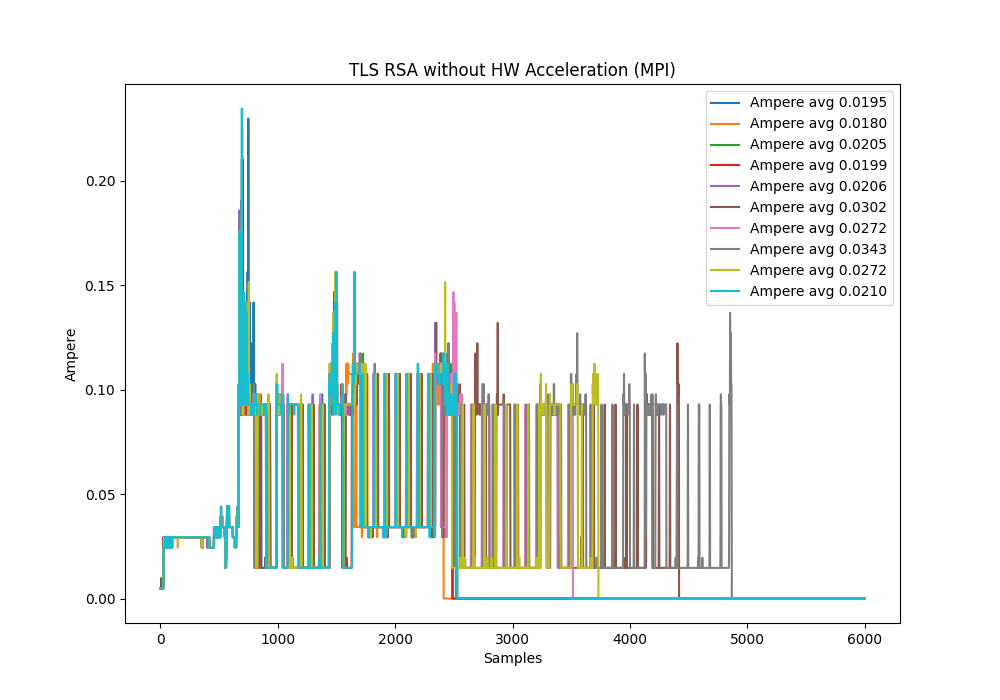 TLS RSA without HW Acceleration (MPI)
Ampere avg 0.0195
Ampere avg 0.0180
Ampere avg 0.0205
Ampere avg 0.0199
Ampere avg 0.0206
Ampere avg 0.0302
Ampere avg 0.0272
Ampere avg 0.0343
Ampere avg 0.0272
Ampere avg 0.0210
Ampere
0.20
0.15
0.10
0.05
0.00
0 1000 2000 3000 4000 5000 6000
Samples